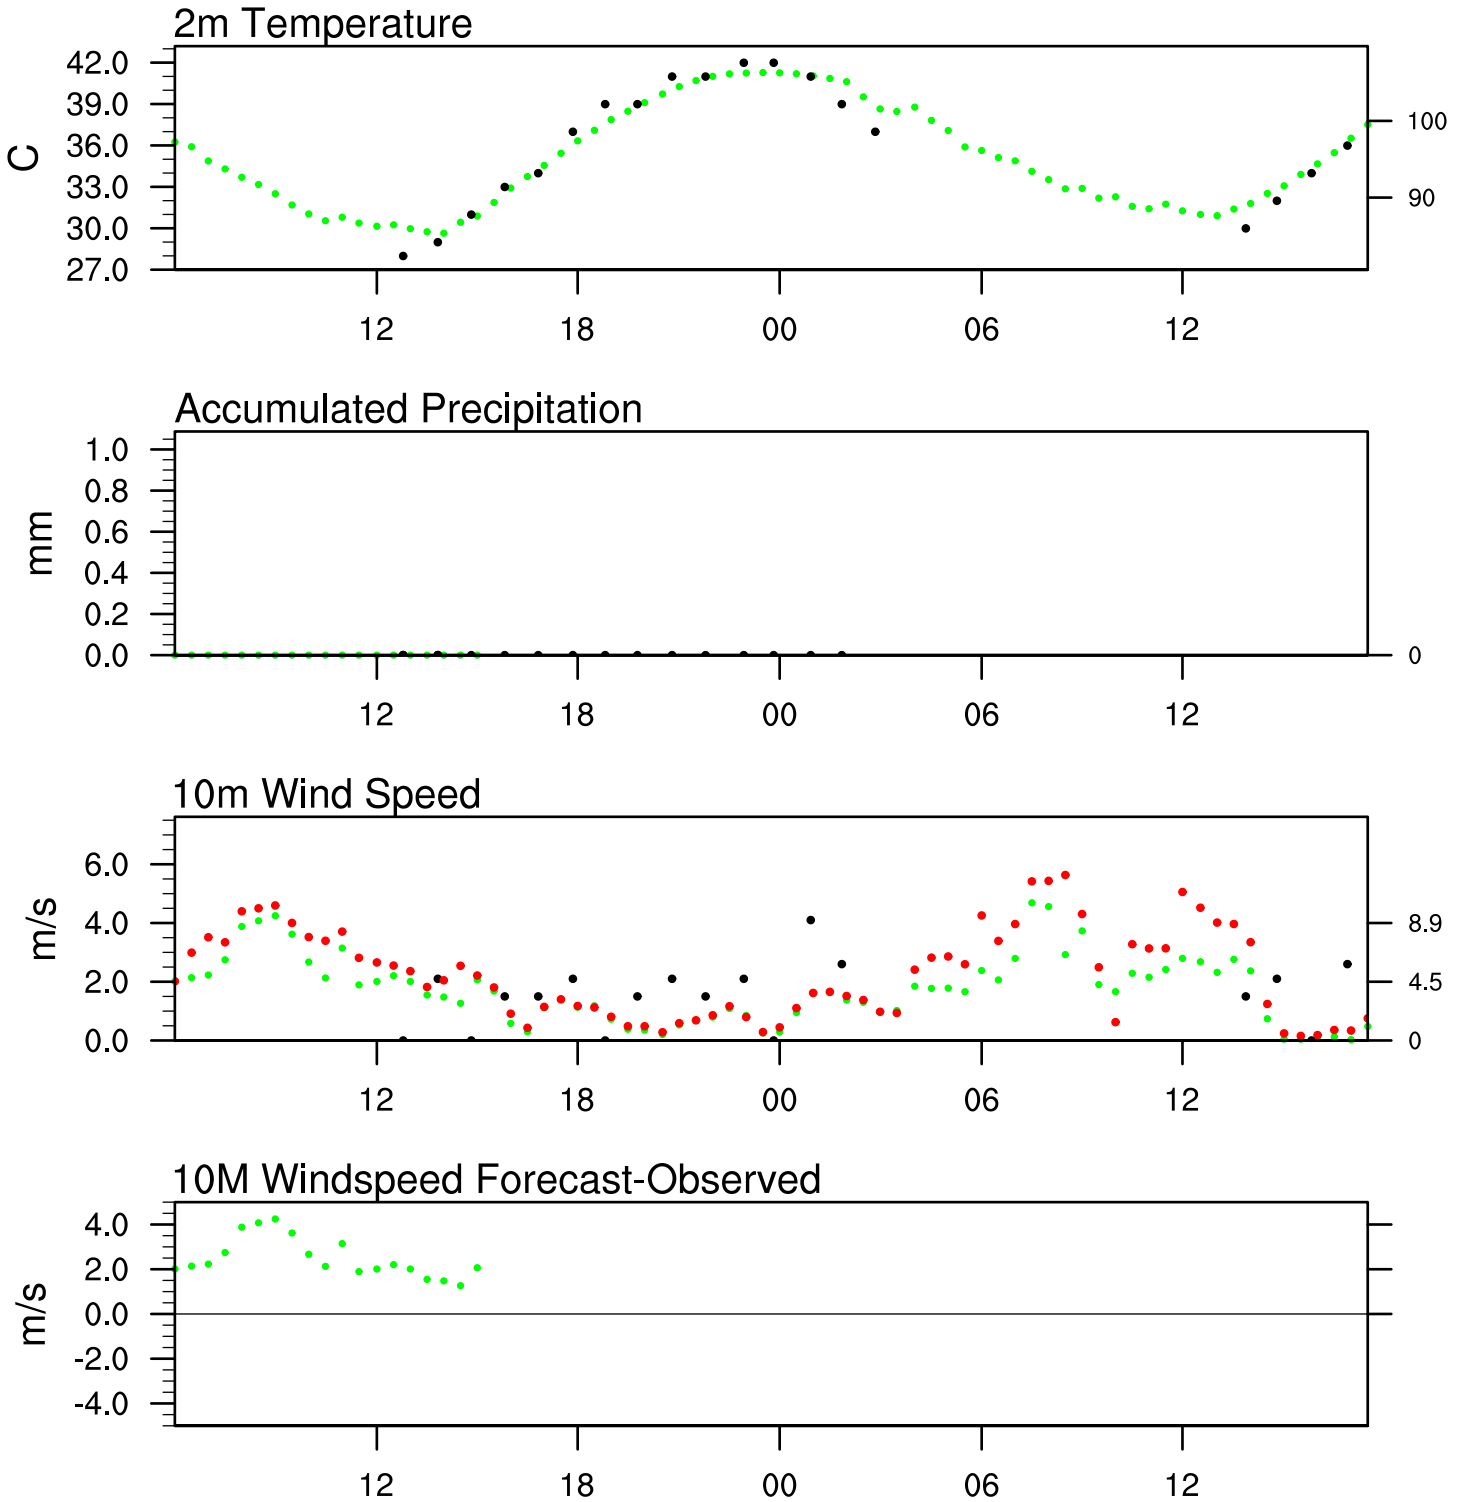 2m Temperature
42.0
39.0
36.0
33.0
30.0
27.0
C
100
90
12 18 00 06 12
Accumulated Precipitation
1.0
0.8
0.6
0.4
0.2
0.0
mm
0
12 18 00 06 12
10m Wind Speed
6.0
4.0
2.0
0.0
m/s
8.9
4.5
0
12 18 00 06 12
10M Windspeed Forecast-Observed
4.0
2.0
0.0
-2.0
-4.0
m/s
12 18 00 06 12